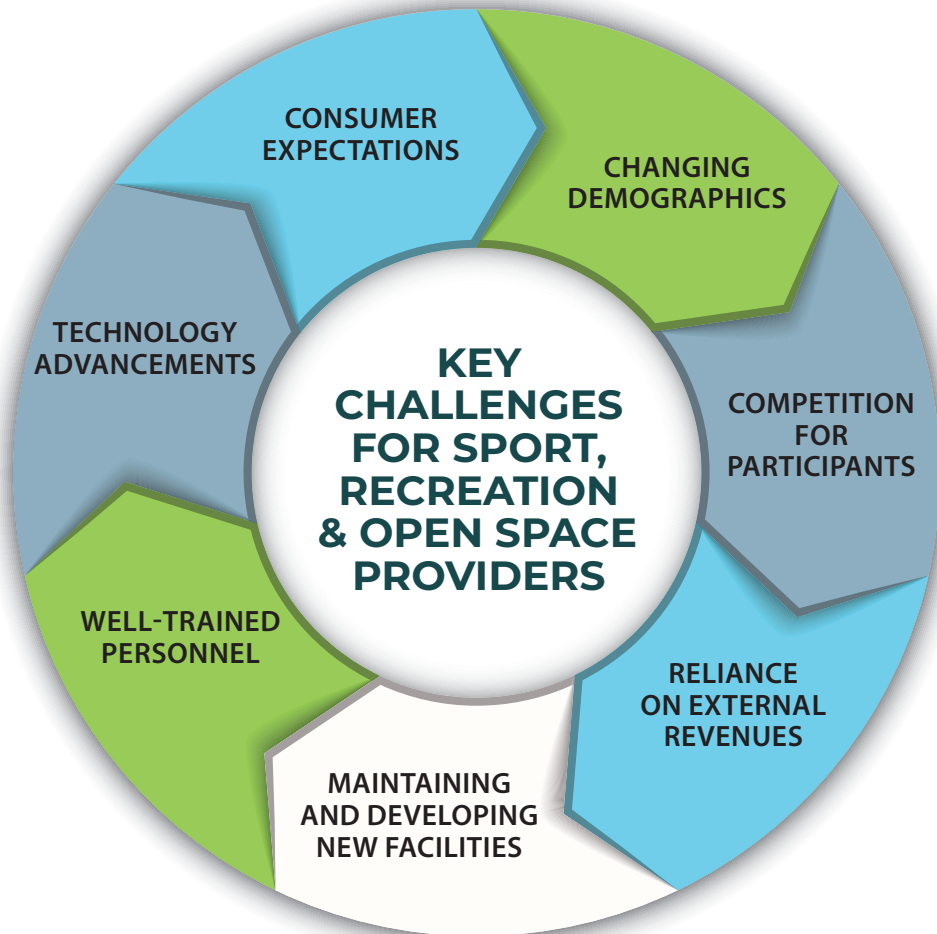 CONSUMER
EXPECTATIONS
CHANGING
DEMOGRAPHICS
COMPETITION
FOR
PARTICIPANTS
RELIANCE
ON EXTERNAL
REVENUES
MAINTAINING
AND DEVELOPING
NEW FACILITIES
WELL-TRAINED
PERSONNEL
TECHNOLOGY
ADVANCEMENTS
KEY
CHALLENGES
FOR SPORT,
RECREATION
& OPEN SPACE
PROVIDERS